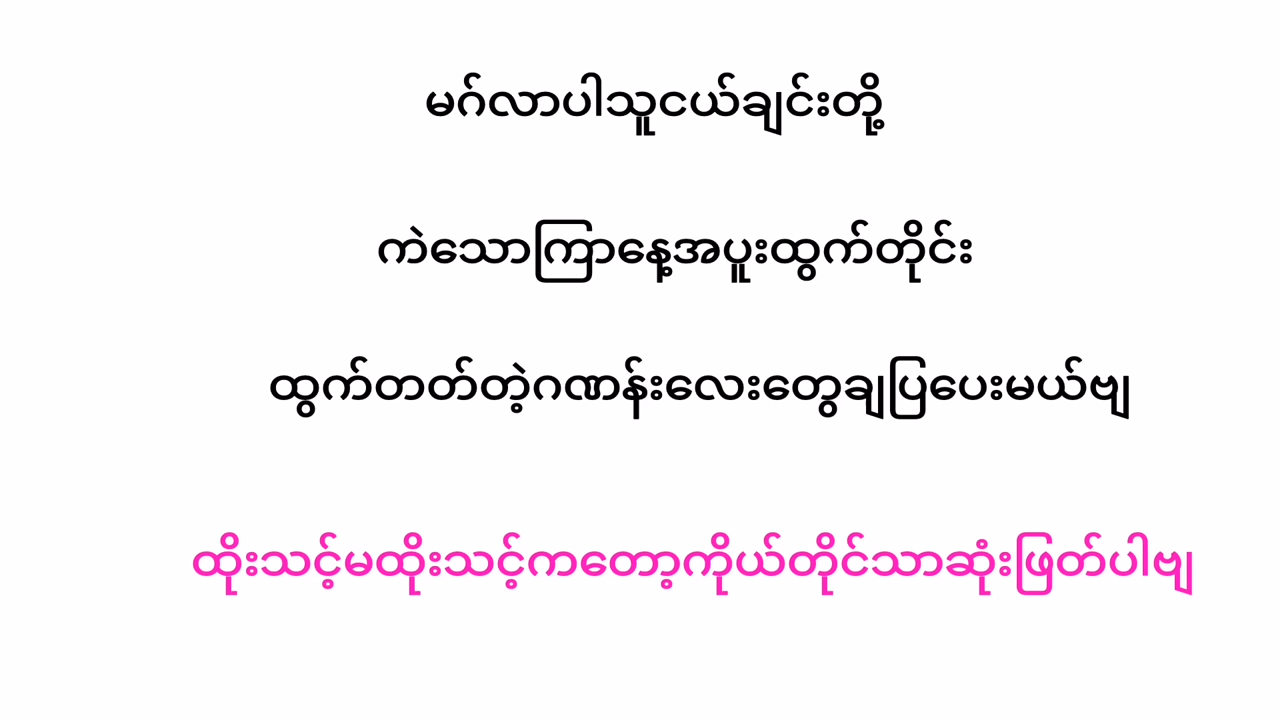 မဂ်လာပါသူငယ်ချင်းတို့
ကဲသောကြာနေ့အပူးထွက်တိုင်း
ထွက်တတ်တဲ့ဂဏန်းလေးတွေချပြပေးမယ်ဗျ
ထိုးသင့်မထိုးသင့်ကတော့ကိုယ်တိုင်သာဆုံးဖြတ်ပါဗျ